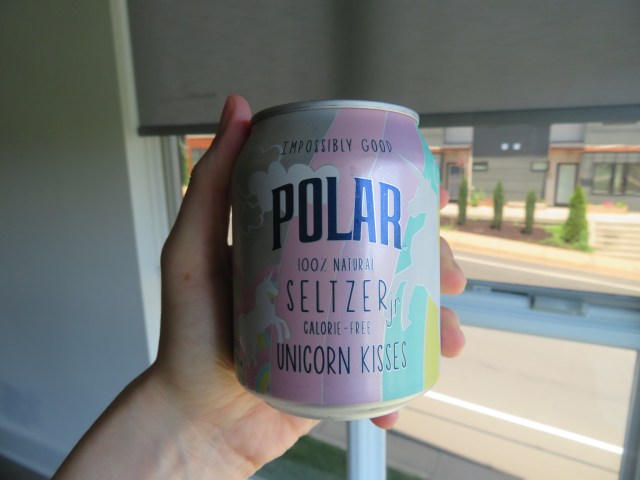 IMPOSSIBLY GOOD
POLAR
100% NATURAL
SELTZER jr
CALORIE-FREE
UNICORN KISSES